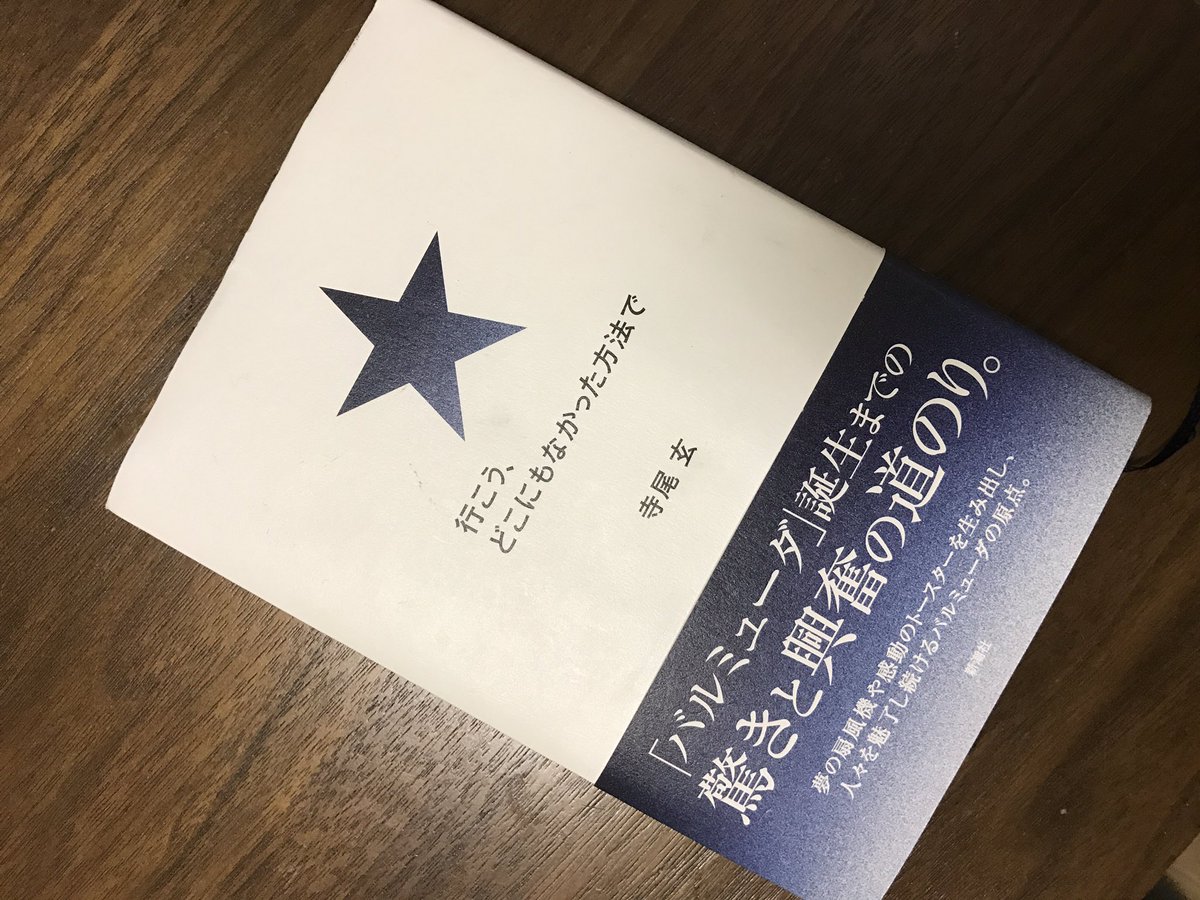 行こう、
どこにもなかった方法で
寺尾 玄
「バルミューダ」誕生までの
驚きと興奮の道のり。
夢の扇風機や感動のトースターを生み出し、
人々を魅了し続けるバルミューダの原点。
新潮社